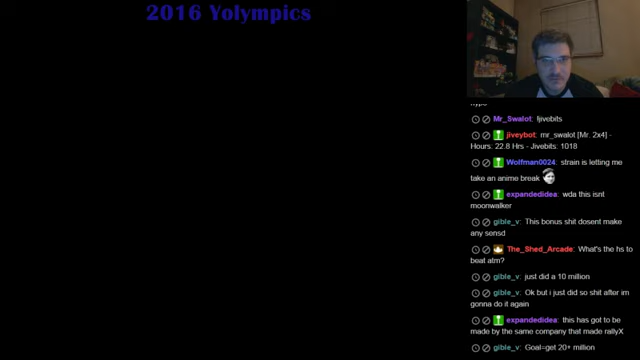 2016 Yolympics
Mr_Swalot: !jivebits
jiveybot: mr_swalot [Mr. 2x4] -
Hours: 22.8 Hrs - Jivebits: 1018
Wolfman0024: strain is letting me
take an anime break
expandedidea: wda this isnt
moonwalker
gible_v: This bonus shit dosent make
any sensd
The_Shed_Arcade: What's the hs to
beat atm?
gible_v: just did a 10 million
gible_v: Ok but i just did so shit after im
gonna do it again
expandedidea: this has got to be
made by the same company that made rallyX
gible_v: Goal=get 20+ million